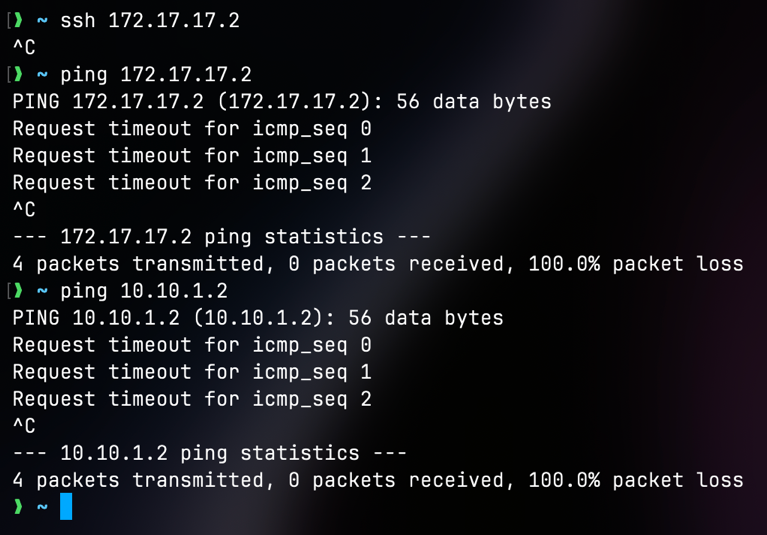 [❯ ~ ssh 172.17.17.2
^C
[❯ ~ ping 172.17.17.2
PING 172.17.17.2 (172.17.17.2): 56 data bytes
Request timeout for icmp_seq 0
Request timeout for icmp_seq 1
Request timeout for icmp_seq 2
^C
--- 172.17.17.2 ping statistics ---
4 packets transmitted, 0 packets received, 100.0% packet loss
[❯ ~ ping 10.10.1.2
PING 10.10.1.2 (10.10.1.2): 56 data bytes
Request timeout for icmp_seq 0
Request timeout for icmp_seq 1
Request timeout for icmp_seq 2
^C
--- 10.10.1.2 ping statistics ---
4 packets transmitted, 0 packets received, 100.0% packet loss
❯ ~